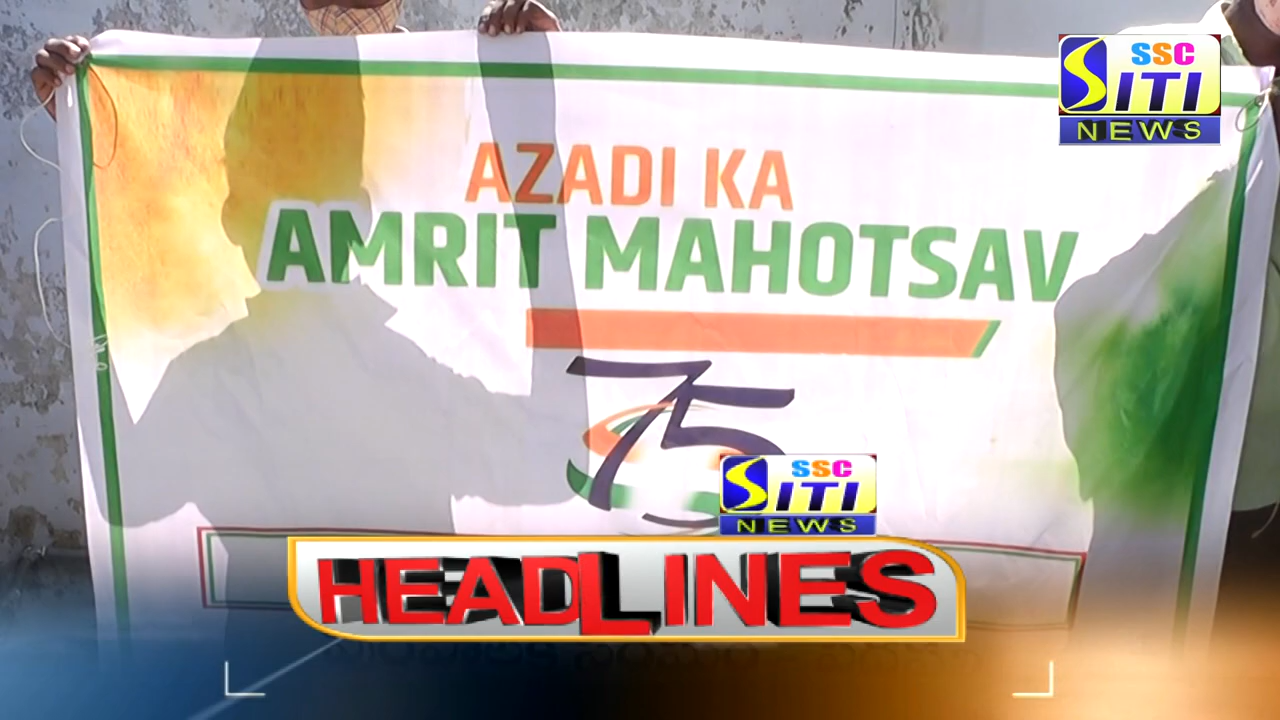 SSC
SITI
NEWS
AZADI KA
AMRIT MAHOTSAV
75
SSC
SITI
NEWS
HEADLINES